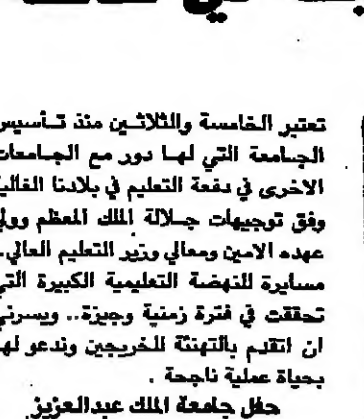 تعتبر الخامسة والثلاثين منذ تأسيس
الجامعة التي لها دور مع الجامعات
الاخرى في دفعة التعليم في بلادنا الغالية
وفق توجيهات جلالة الملك المعظم وولي
عهده الامين ومعالي وزير التعليم العالي.
مسايرة للنهضة التعليمية الكبيرة التي
تحققت في فترة زمنية وجيزة.. ويسرني
ان اتقدم بالتهنئة للخريجين وندعو لهم
بحياة عملية ناجحة .
حفل جامعة الملك عبدالعزيز